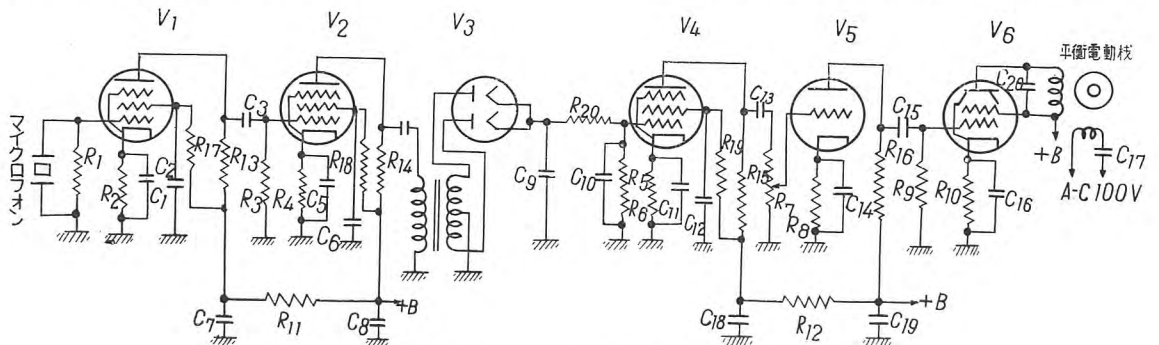 V1
V2
V3
V4
V5
V6
平衡電動機
マイクロフォン
R1
R2
C1
C2
R17
R13
C3
R3
R4
C5
R18
C6
R14
C7
R11
C8
+B
C9
R20
C10
R5
R6
C11
C12
R19
C13
R15
R7
R8
C14
R16
C15
R9
R10
C16
C20
+B
C17
A-C100V
C18
R12
C19
+B